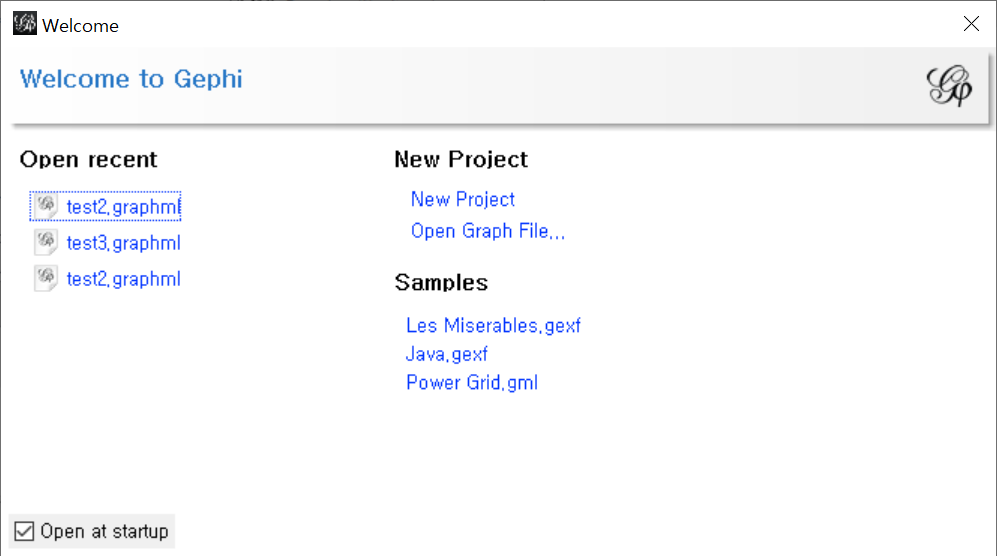 Welcome
Welcome to Gephi
Open recent
test2.graphml
test3.graphml
test2.graphml
New Project
New Project
Open Graph File...
Samples
Les Miserables.gexf
Java.gexf
Power Grid.gml
Open at startup